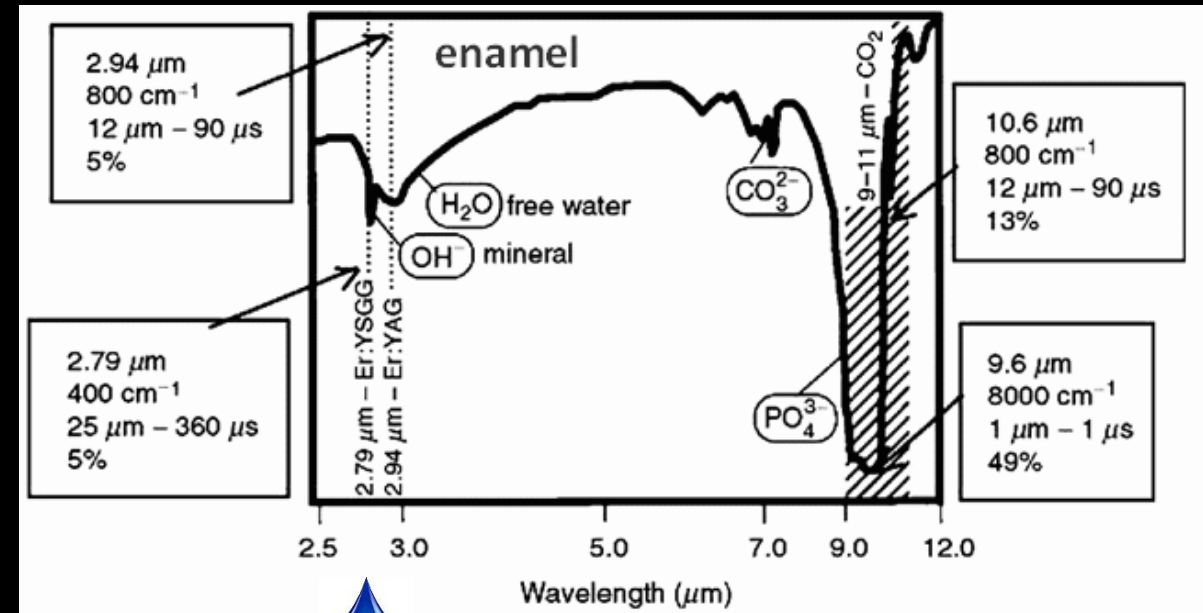 enamel
2.94 μm
800 cm⁻¹
12 μm – 90 μs
5%
2.79 μm
400 cm⁻¹
25 μm – 360 μs
5%
2.79 μm – Er:YSGG
2.94 μm – Er:YAG
H₂O free water
OH⁻ mineral
CO₃²⁻
PO₄³⁻
9–11 μm – CO₂
10.6 μm
800 cm⁻¹
12 μm – 90 μs
13%
9.6 μm
8000 cm⁻¹
1 μm – 1 μs
49%
2.5 3.0 5.0 7.0 9.0 12.0
Wavelength (μm)